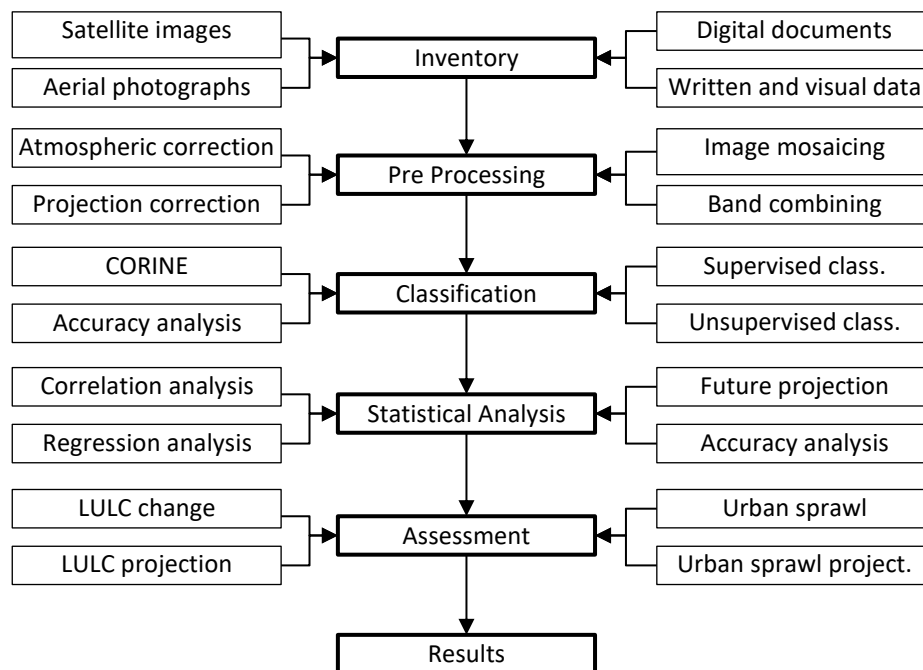 Satellite images
Aerial photographs
Inventory
Digital documents
Written and visual data
Atmospheric correction
Projection correction
Pre Processing
Image mosaicing
Band combining
CORINE
Accuracy analysis
Classification
Supervised class.
Unsupervised class.
Correlation analysis
Regression analysis
Statistical Analysis
Future projection
Accuracy analysis
LULC change
LULC projection
Assessment
Urban sprawl
Urban sprawl project.
Results